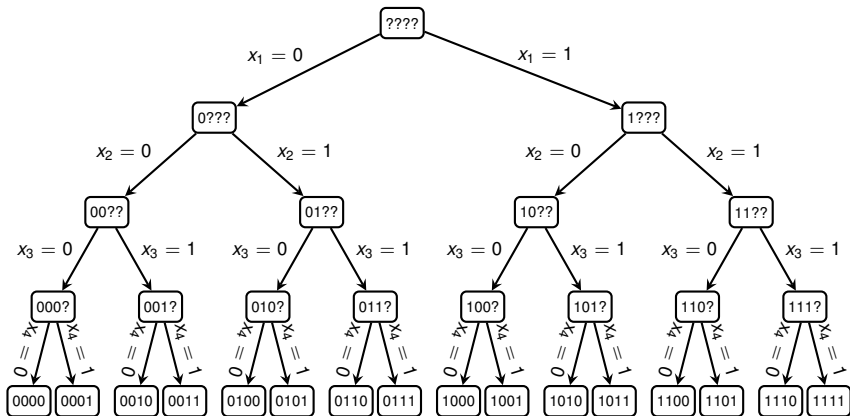 ????
x₁ = 0 x₁ = 1
0??? 1???
x₂ = 0 x₂ = 1 x₂ = 0 x₂ = 1
00?? 01?? 10?? 11??
x₃ = 0 x₃ = 1 x₃ = 0 x₃ = 1 x₃ = 0 x₃ = 1 x₃ = 0 x₃ = 1
000? 001? 010? 011? 100? 101? 110? 111?
x₄ = 0 x₄ = 1 x₄ = 0 x₄ = 1 x₄ = 0 x₄ = 1 x₄ = 0 x₄ = 1 x₄ = 0 x₄ = 1 x₄ = 0 x₄ = 1 x₄ = 0 x₄ = 1 x₄ = 0 x₄ = 1
0000 0001 0010 0011 0100 0101 0110 0111 1000 1001 1010 1011 1100 1101 1110 1111